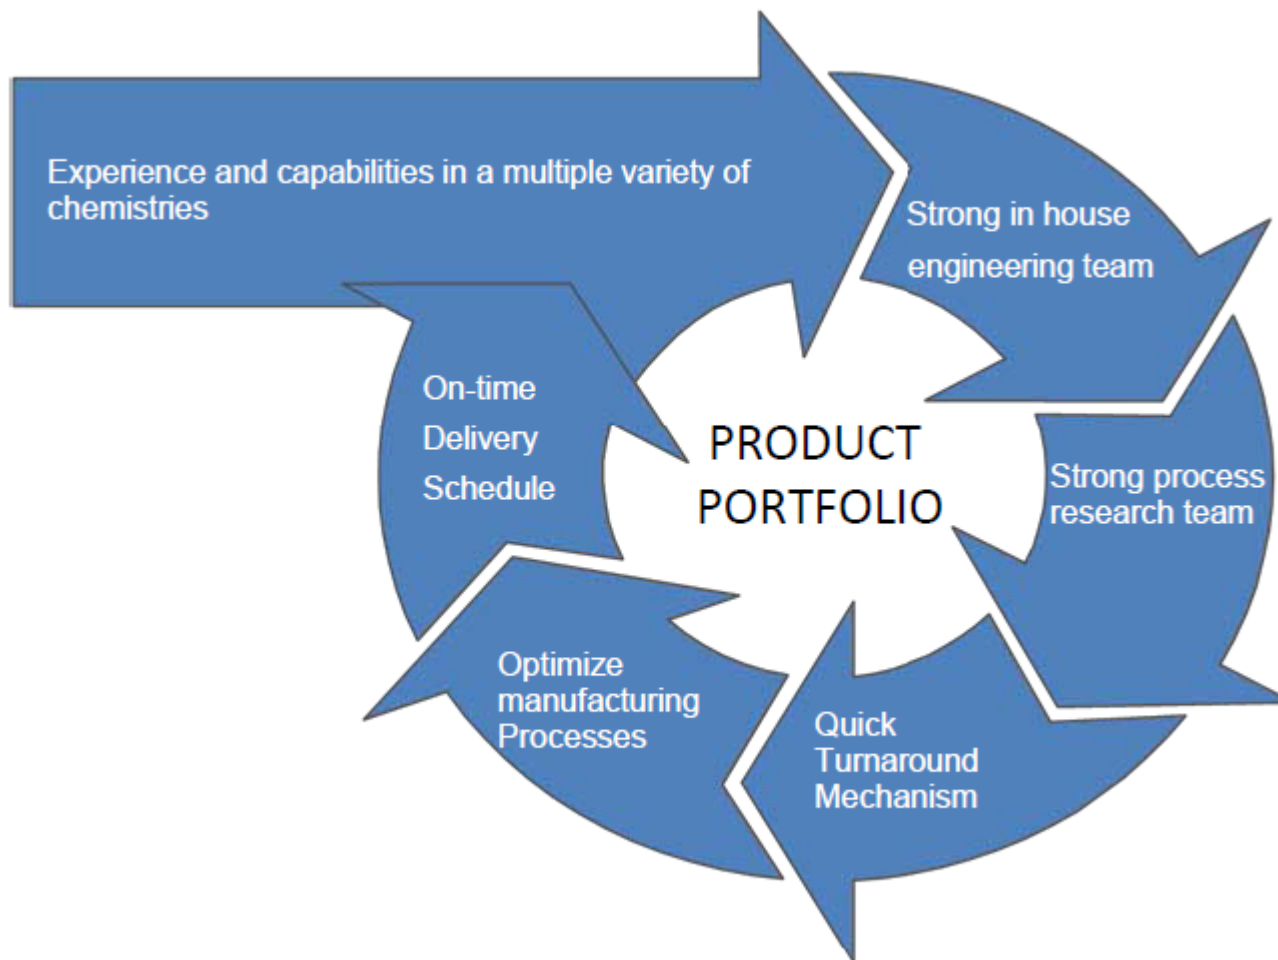 Experience and capabilities in a multiple variety of
chemistries
Strong in house
engineering team
Strong process
research team
Quick
Turnaround
Mechanism
Optimize
manufacturing
Processes
On-time
Delivery
Schedule
PRODUCT
PORTFOLIO